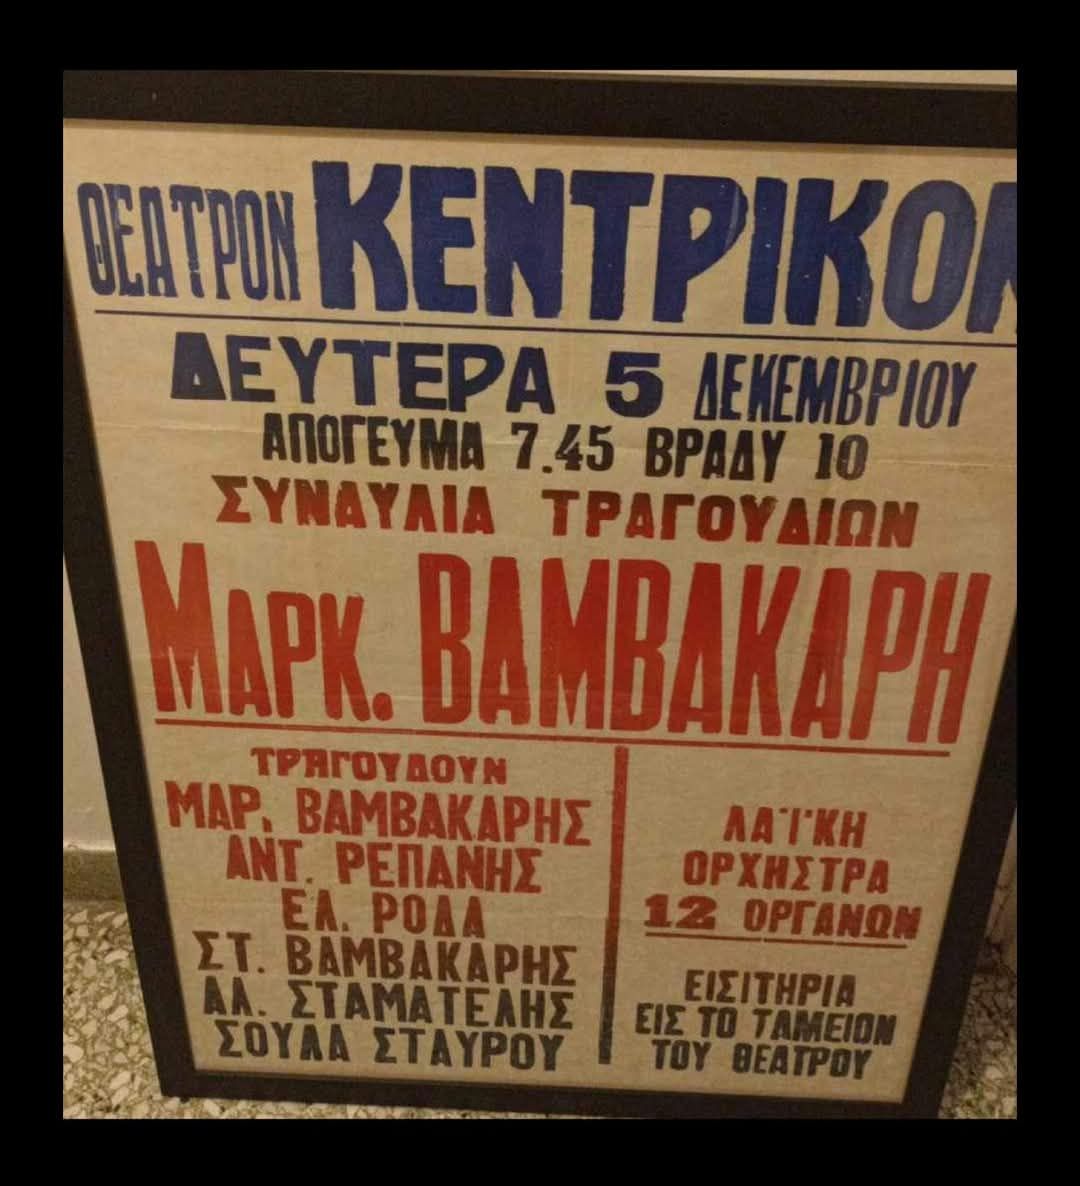 ΘΕΑΤΡΟΝ ΚΕΝΤΡΙΚΟΝ
ΔΕΥΤΕΡΑ 5 ΔΕΚΕΜΒΡΙΟΥ
ΑΠΟΓΕΥΜΑ 7.45 ΒΡΑΔΥ 10
ΣΥΝΑΥΛΙΑ ΤΡΑΓΟΥΔΙΩΝ
ΜΑΡΚ. ΒΑΜΒΑΚΑΡΗ
ΤΡΑΓΟΥΔΟΥΝ
ΜΑΡ. ΒΑΜΒΑΚΑΡΗΣ
ΑΝΤ. ΡΕΠΑΝΗΣ
ΕΛ. ΡΟΔΑ
ΣΤ. ΒΑΜΒΑΚΑΡΗΣ
ΑΛ. ΣΤΑΜΑΤΕΛΗΣ
ΣΟΥΛΑ ΣΤΑΥΡΟΥ
ΛΑΪΚΗ
ΟΡΧΗΣΤΡΑ
12 ΟΡΓΑΝΩΝ
ΕΙΣΙΤΗΡΙΑ
ΕΙΣ ΤΟ ΤΑΜΕΙΟΝ
ΤΟΥ ΘΕΑΤΡΟΥ